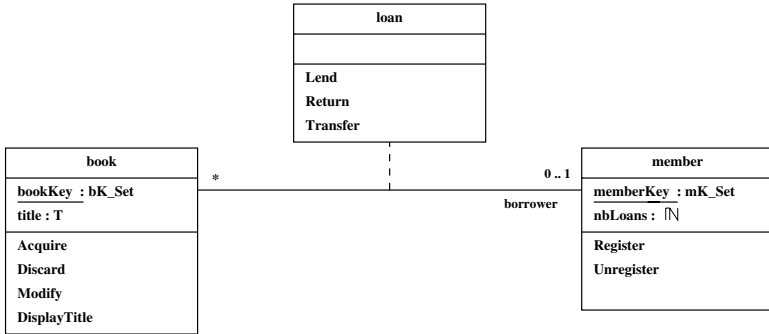 loan
Lend
Return
Transfer
book
bookKey : bK_Set
title : T
Acquire
Discard
Modify
DisplayTitle
*
0 .. 1
borrower
member
memberKey : mK_Set
nbLoans : ℕ
Register
Unregister